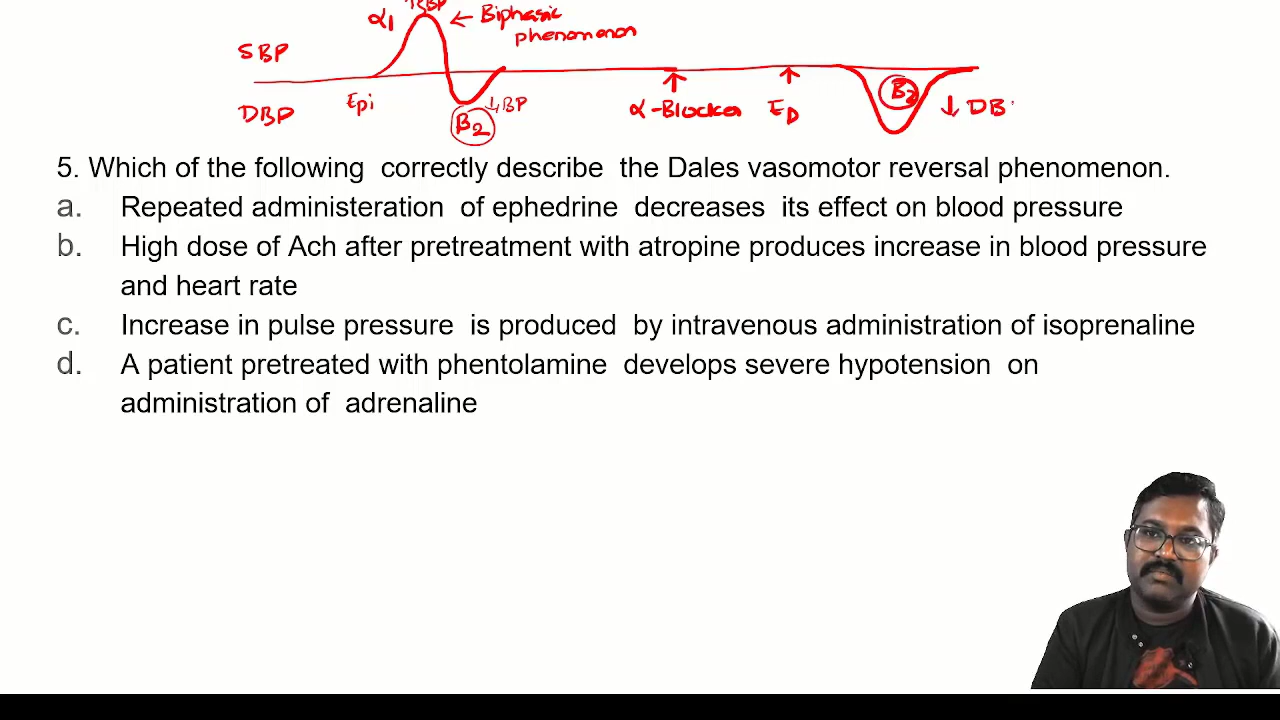 α1 ↑BP ← Biphasic
phenomenon
SBP
Epi ↓BP
DBP β2 α-Blocker ED B2 ↓ DB
5. Which of the following correctly describe the Dales vasomotor reversal phenomenon.
a. Repeated administeration of ephedrine decreases its effect on blood pressure
b. High dose of Ach after pretreatment with atropine produces increase in blood pressure
and heart rate
c. Increase in pulse pressure is produced by intravenous administration of isoprenaline
d. A patient pretreated with phentolamine develops severe hypotension on
administration of adrenaline